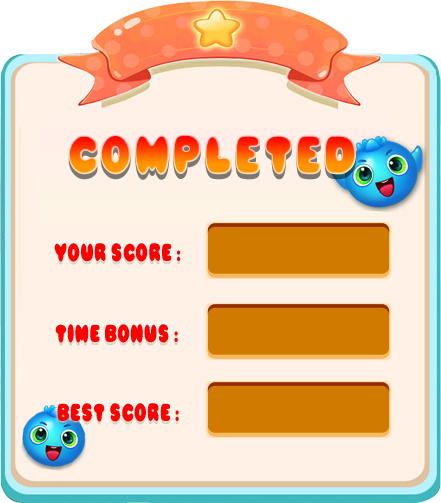 COMPLETED
YOUR SCORE :
TIME BONUS :
BEST SCORE :